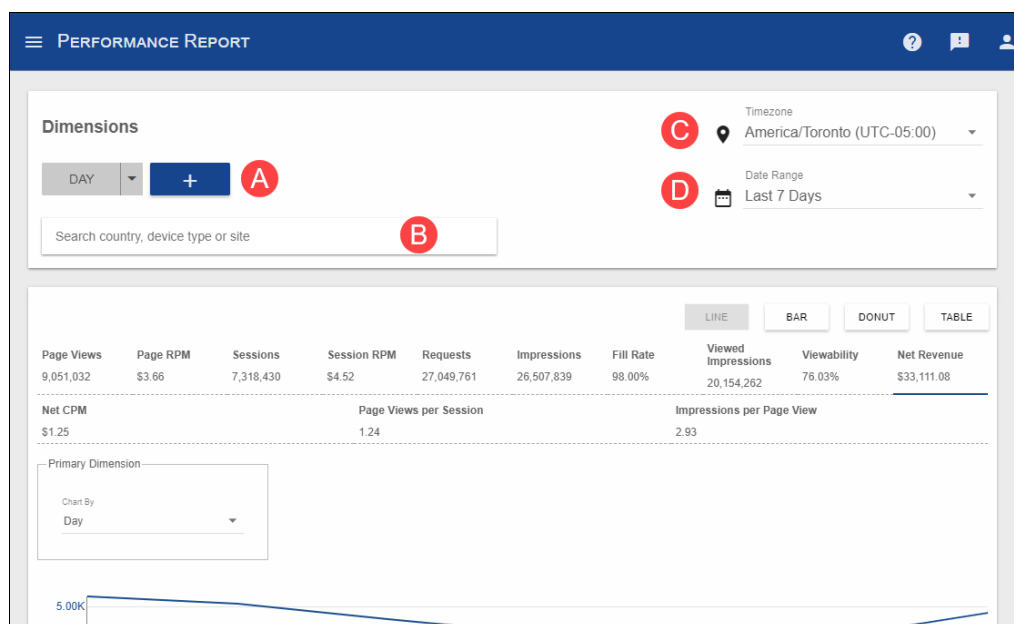 PERFORMANCE REPORT
Dimensions
DAY
+
A
Search country, device type or site
B
C
Timezone
America/Toronto (UTC-05:00)
D
Date Range
Last 7 Days
LINE BAR DONUT TABLE
Page Views Page RPM Sessions Session RPM Requests Impressions Fill Rate Viewed Impressions Viewability Net Revenue
9,051,032 $3.66 7,318,430 $4.52 27,049,761 26,507,839 98.00% 20,154,262 76.03% $33,111.08
Net CPM Page Views per Session Impressions per Page View
$1.25 1.24 2.93
Primary Dimension
Chart By
Day
5.00K